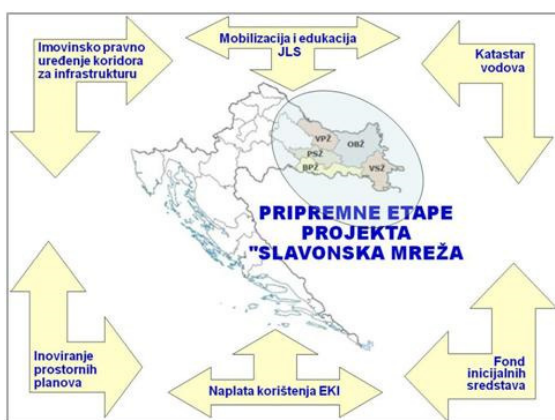 Imovinsko pravno
uređenje koridora
za infrastrukturu
Mobilizacija i edukacija
JLS
Katastar
vodova
VPŽ
OBŽ
PSŽ
BPŽ
VSŽ
PRIPREMNE ETAPE
PROJEKTA
"SLAVONSKA MREŽA
Inoviranje
prostornih
planova
Naplata korištenja EKI
Fond
inicijalnih
sredstava